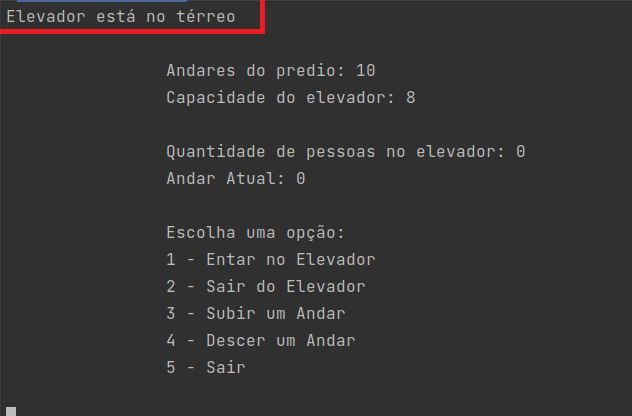 Elevador está no térreo
Andares do predio: 10
Capacidade do elevador: 8
Quantidade de pessoas no elevador: 0
Andar Atual: 0
Escolha uma opção:
1 - Entar no Elevador
2 - Sair do Elevador
3 - Subir um Andar
4 - Descer um Andar
5 - Sair